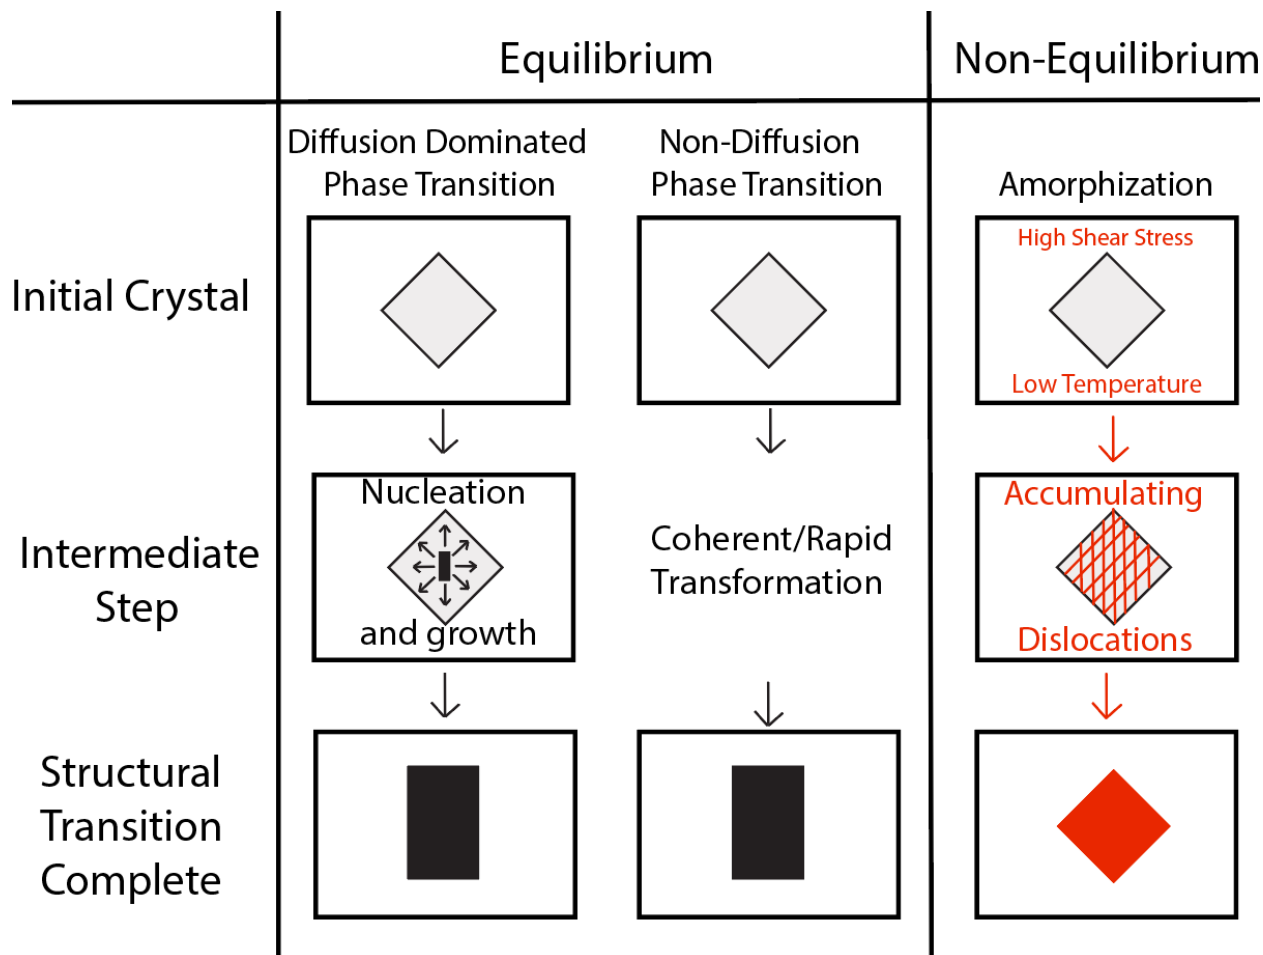 Equilibrium
Non-Equilibrium
Diffusion Dominated
Phase Transition
Non-Diffusion
Phase Transition
Amorphization
Initial Crystal
High Shear Stress
Low Temperature
Intermediate
Step
Nucleation
and growth
Coherent/Rapid
Transformation
Accumulating
Dislocations
Structural
Transition
Complete